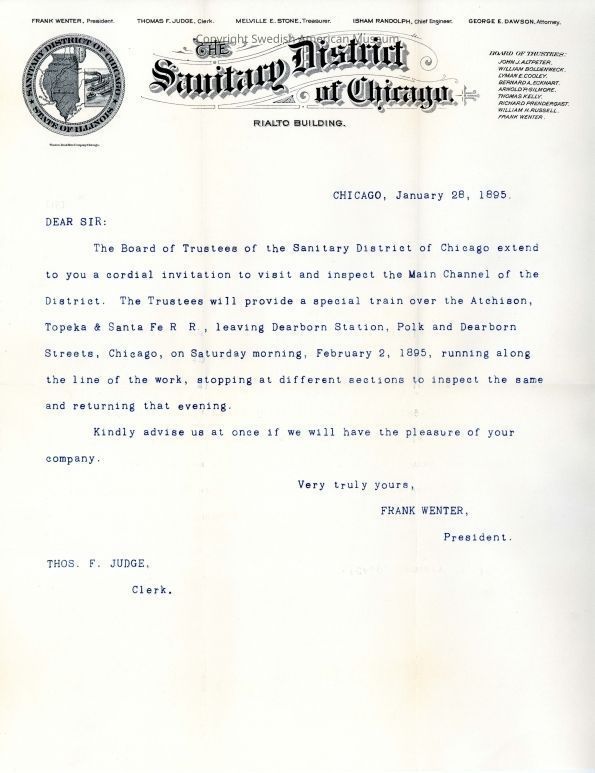 FRANK WENTER, President. THOMAS F. JUDGE, Clerk. MELVILLE E. STONE, Treasurer. ISHAM RANDOLPH, Chief Engineer. GEORGE E. DAWSON, Attorney.
Copyright Swedish American Museum
THE
Sanitary District
of Chicago.
RIALTO BUILDING.
SANITARY DISTRICT OF CHICAGO
STATE OF ILLINOIS
BOARD OF TRUSTEES:
JOHN J. ALTPETER.
WILLIAM BOLDENWECK.
LYMAN E. COOLEY.
BERNARD A. ECKHART.
ARNOLD P. GILMORE.
THOMAS KELLY.
RICHARD PRENDERGAST.
WILLIAM H. RUSSELL.
FRANK WENTER.
CHICAGO, January 28, 1895.
DEAR SIR:
The Board of Trustees of the Sanitary District of Chicago extend
to you a cordial invitation to visit and inspect the Main Channel of the
District. The Trustees will provide a special train over the Atchison,
Topeka & Santa Fe R R., leaving Dearborn Station, Polk and Dearborn
Streets, Chicago, on Saturday morning, February 2, 1895, running along
the line of the work, stopping at different sections to inspect the same
and returning that evening.
Kindly advise us at once if we will have the pleasure of your
company.
Very truly yours,
FRANK WENTER,
President.
THOS. F. JUDGE,
Clerk.